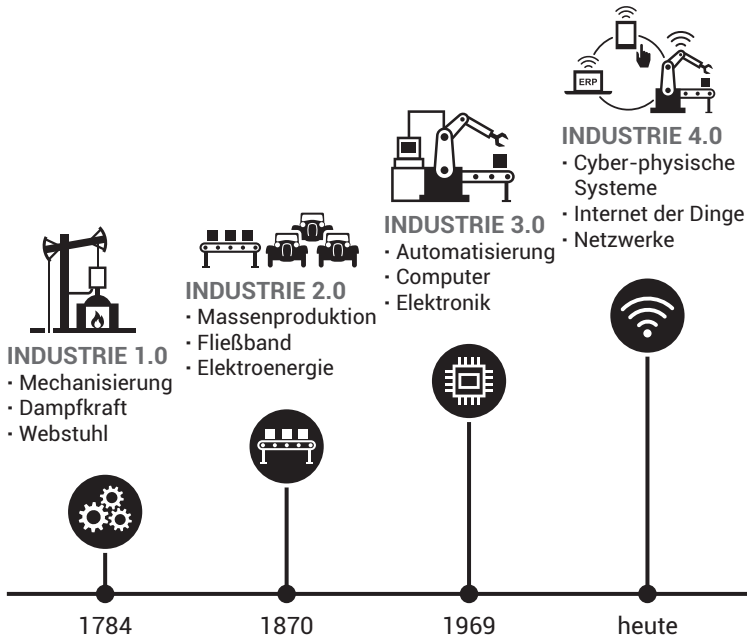 INDUSTRIE 1.0
· Mechanisierung
· Dampfkraft
· Webstuhl
INDUSTRIE 2.0
· Massenproduktion
· Fließband
· Elektroenergie
INDUSTRIE 3.0
· Automatisierung
· Computer
· Elektronik
ERP
INDUSTRIE 4.0
· Cyber-physische
Systeme
· Internet der Dinge
· Netzwerke
1784
1870
1969
heute